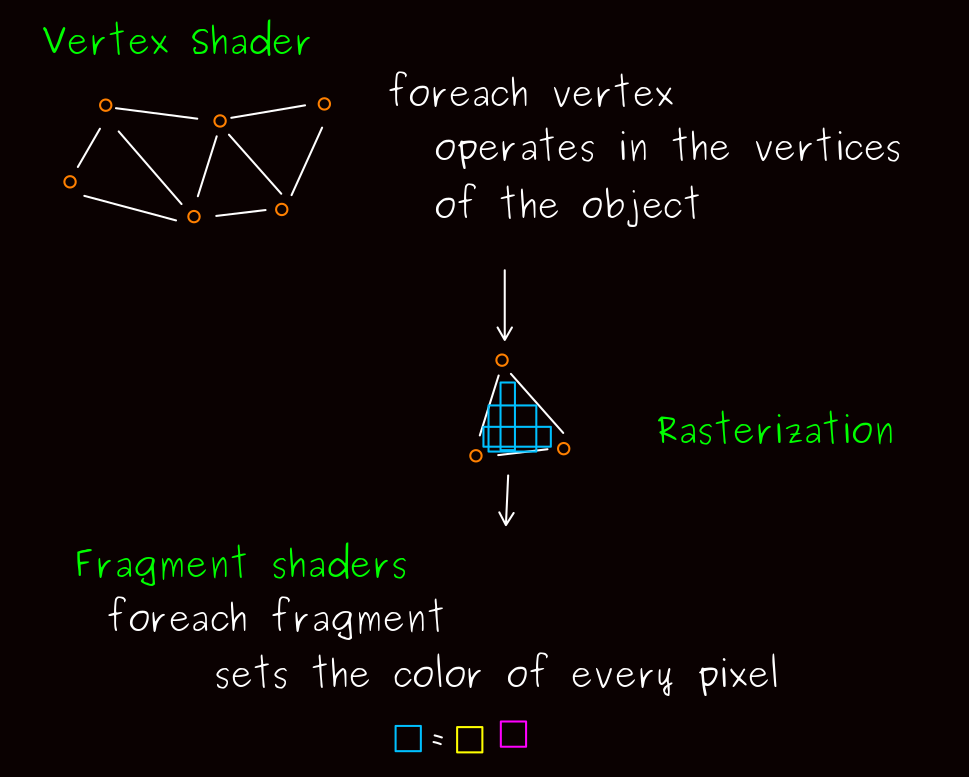 Vertex Shader
foreach vertex
operates in the vertices
of the object
Rasterization
Fragment shaders
foreach fragment
sets the color of every pixel
=